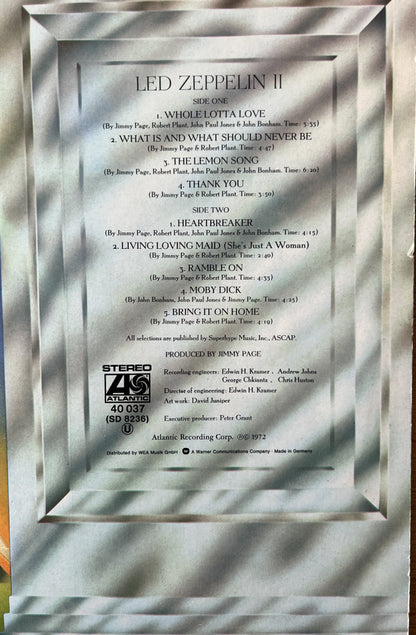 LED ZEPPELIN II
SIDE ONE
1. WHOLE LOTTA LOVE
(By Jimmy Page, Robert Plant, John Paul Jones & John Bonham. Time: 5:33)
2. WHAT IS AND WHAT SHOULD NEVER BE
(By Jimmy Page & Robert Plant. Time: 4:47)
3. THE LEMON SONG
(By Jimmy Page, Robert Plant, John Paul Jones & John Bonham. Time: 6:20)
4. THANK YOU
(By Jimmy Page & Robert Plant. Time: 3:50)
SIDE TWO
1. HEARTBREAKER
(By Jimmy Page, Robert Plant, John Paul Jones & John Bonham. Time: 4:15)
2. LIVING LOVING MAID (She's Just A Woman)
(By Jimmy Page & Robert Plant. Time: 2:40)
3. RAMBLE ON
(By Jimmy Page & Robert Plant. Time: 4:35)
4. MOBY DICK
(By John Bonham, John Paul Jones & Jimmy Page. Time: 4:25)
5. BRING IT ON HOME
(By Jimmy Page & Robert Plant. Time: 4:19)
All selections are published by Superhype Music, Inc., ASCAP.
PRODUCED BY JIMMY PAGE
Recording engineers: Edwin H. Kramer, Andrew Johns
George Chkiantz, Chris Huston
Director of engineering: Edwin H. Kramer
Art work: David Juniper
Executive producer: Peter Grant
STEREO
ATLANTIC
40 037
(SD 8236)
U
Atlantic Recording Corp. ℗© 1972
Distributed by WEA Musik GmbH W A Warner Communications Company · Made in Germany